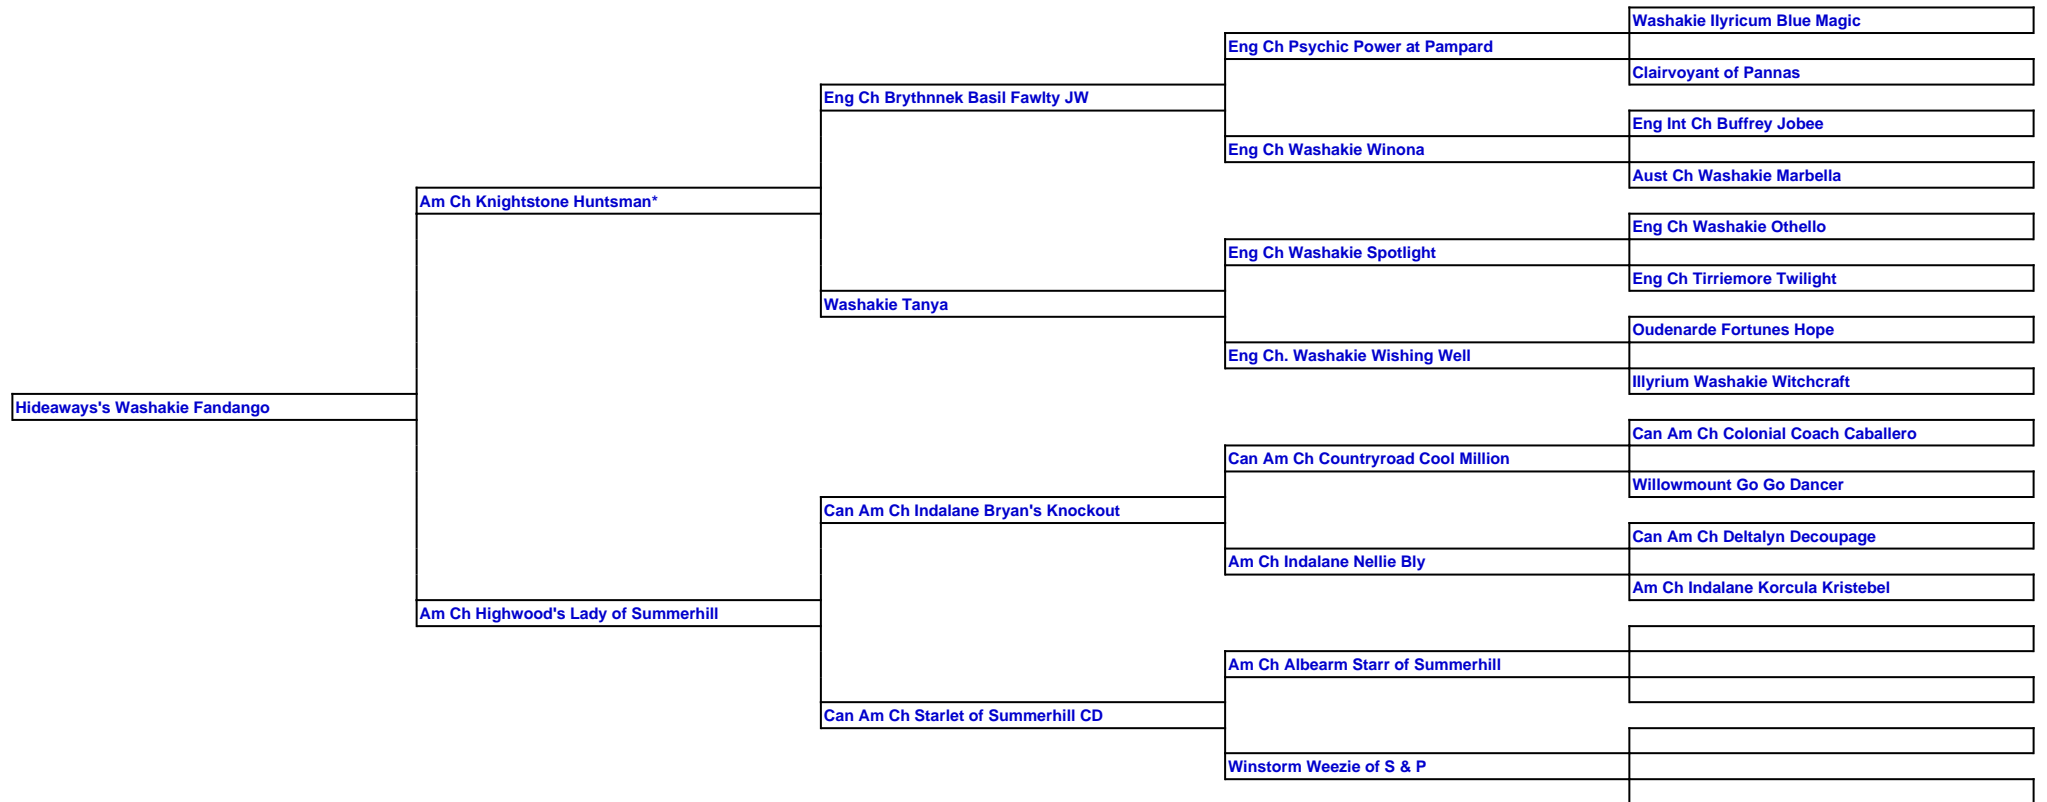 Washakie Ilyricum Blue Magic
Eng Ch Psychic Power at Pampard
Clairvoyant of Pannas
Eng Ch Brythnnek Basil Fawlty JW
Eng Int Ch Buffrey Jobee
Eng Ch Washakie Winona
Aust Ch Washakie Marbella
Am Ch Knightstone Huntsman*
Eng Ch Washakie Othello
Eng Ch Washakie Spotlight
Eng Ch Tirriemore Twilight
Washakie Tanya
Oudenarde Fortunes Hope
Eng Ch. Washakie Wishing Well
Illyrium Washakie Witchcraft
Hideaways's Washakie Fandango
Can Am Ch Colonial Coach Caballero
Can Am Ch Countryroad Cool Million
Willowmount Go Go Dancer
Can Am Ch Indalane Bryan's Knockout
Can Am Ch Deltalyn Decoupage
Am Ch Indalane Nellie Bly
Am Ch Indalane Korcula Kristebel
Am Ch Highwood's Lady of Summerhill
Am Ch Albearm Starr of Summerhill
Can Am Ch Starlet of Summerhill CD
Winstorm Weezie of S & P